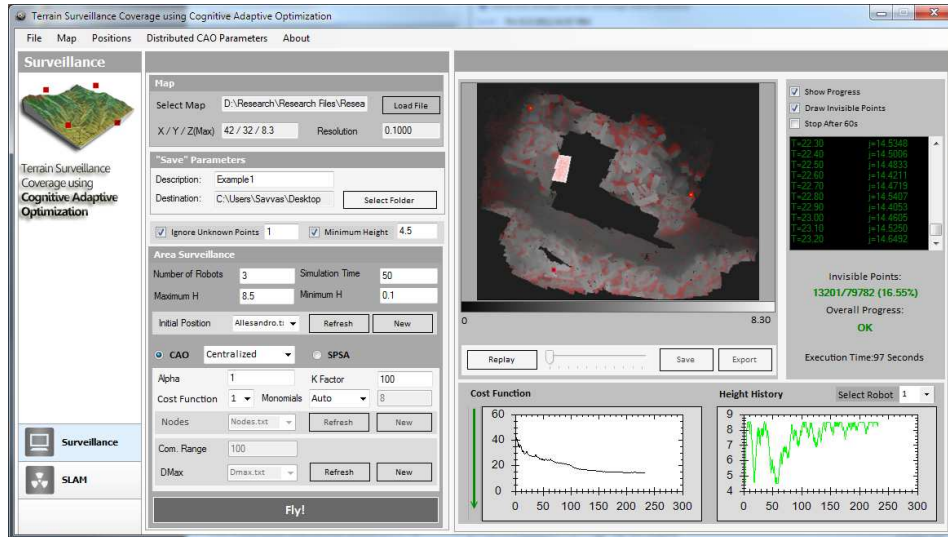 Terrain Surveillance Coverage using Cognitive Adaptive Optimization
File Map Positions Distributed CAO Parameters About
Surveillance
Terrain Surveillance
Coverage using
Cognitive Adaptive
Optimization
Surveillance
SLAM
Map
Select Map D:\Research\Research Files\Resea Load File
X / Y / Z(Max) 42 / 32 / 8.3 Resolution 0.1000
"Save" Parameters
Description: Example1
Destination: C:\Users\Savvas\Desktop Select Folder
Ignore Unknown Points 1 Minimum Height 4.5
Area Surveillance
Number of Robots 3 Simulation Time 50
Maximum H 8.5 Minimum H 0.1
Initial Position Allesandro.t: Refresh New
CAO Centralized SPSA
Alpha 1 K Factor 100
Cost Function 1 Monomials Auto 8
Nodes Nodes.txt Refresh New
Com. Range 100
DMax Dmax.txt Refresh New
Fly!
0 8.30
Replay Save Export
Show Progress
Draw Invisible Points
Stop After 60s
T=22.30 j=14.5348
T=22.40 j=14.5006
T=22.50 j=14.4833
T=22.60 j=14.4211
T=22.70 j=14.4719
T=22.80 j=14.5407
T=22.90 j=14.4053
T=23.00 j=14.4605
T=23.10 j=14.5250
T=23.20 j=14.6492
Invisible Points:
13201/79782 (16.55%)
Overall Progress:
OK
Execution Time:97 Seconds
Cost Function
60
40
20
0
0 50 100 150 200 250 300
Height History Select Robot 1
9
8
7
6
5
4
0 50 100 150 200 250 300